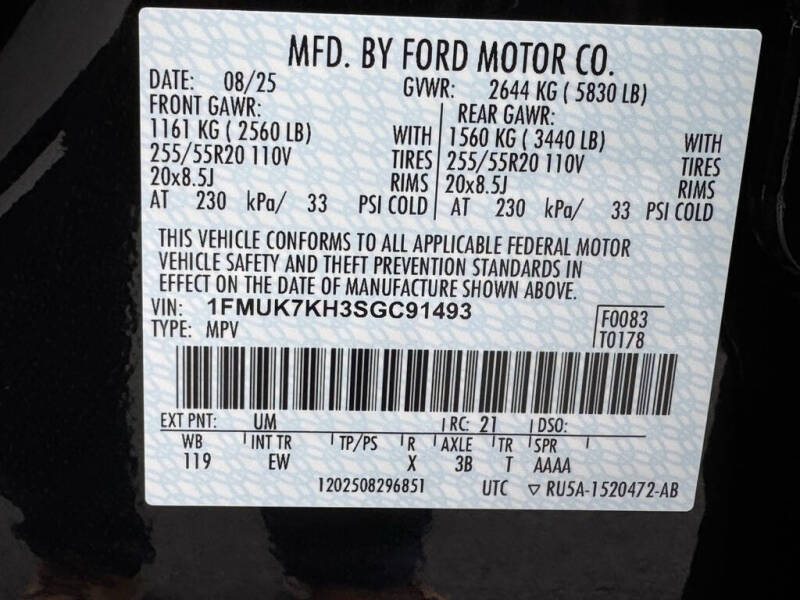 MFD. BY FORD MOTOR CO.
DATE: 08/25 GVWR: 2644 KG ( 5830 LB)
FRONT GAWR: REAR GAWR:
1161 KG ( 2560 LB) WITH 1560 KG ( 3440 LB) WITH
255/55R20 110V TIRES 255/55R20 110V TIRES
20x8.5J RIMS 20x8.5J RIMS
AT 230 kPa/ 33 PSI COLD AT 230 kPa/ 33 PSI COLD
THIS VEHICLE CONFORMS TO ALL APPLICABLE FEDERAL MOTOR
VEHICLE SAFETY AND THEFT PREVENTION STANDARDS IN
EFFECT ON THE DATE OF MANUFACTURE SHOWN ABOVE.
VIN: 1FMUK7KH3SGC91493 F0083
TYPE: MPV T0178
EXT PNT: UM RC: 21 DSO:
WB INT TR TP/PS R AXLE TR SPR
119 EW X 3B T AAAA
1202508296851 UTC ▽ RU5A-1520472-AB